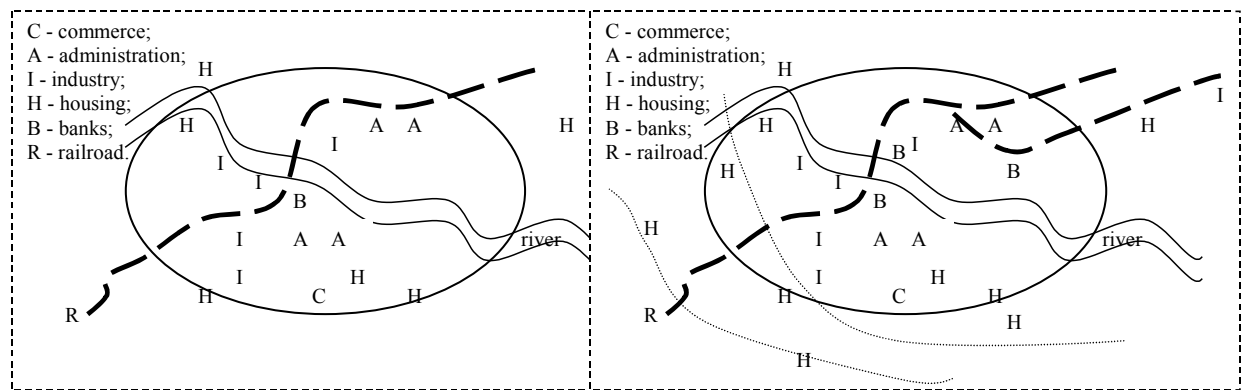 C - commerce;
A - administration;
I - industry;
H - housing;
B - banks;
R - railroad.
H
H
A A
H
I
I
I
B
I A A
river
I
H
H C H
R
C - commerce;
A - administration;
I - industry;
H - housing;
B - banks;
R - railroad.
H
I
H
A A
H
I
B
I
H
B
I
B
H
I A A
river
I
H
H C H
R
H
H